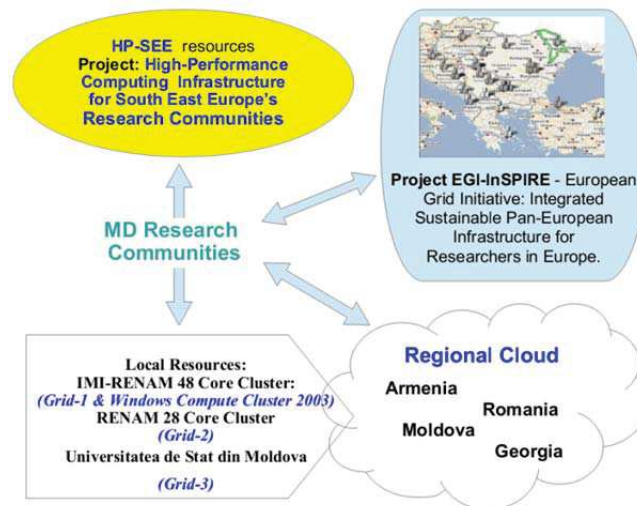 HP-SEE resources
Project: High-Performance
Computing Infrastructure
for South East Europe's
Research Communities
Project EGI-InSPIRE - European
Grid Initiative: Integrated
Sustainable Pan-European
Infrastructure for
Researchers in Europe.
MD Research
Communities
Local Resources:
IMI-RENAM 48 Core Cluster:
(Grid-1 & Windows Compute Cluster 2003)
RENAM 28 Core Cluster
(Grid-2)
Universitatea de Stat din Moldova
(Grid-3)
Regional Cloud
Armenia
Romania
Moldova
Georgia